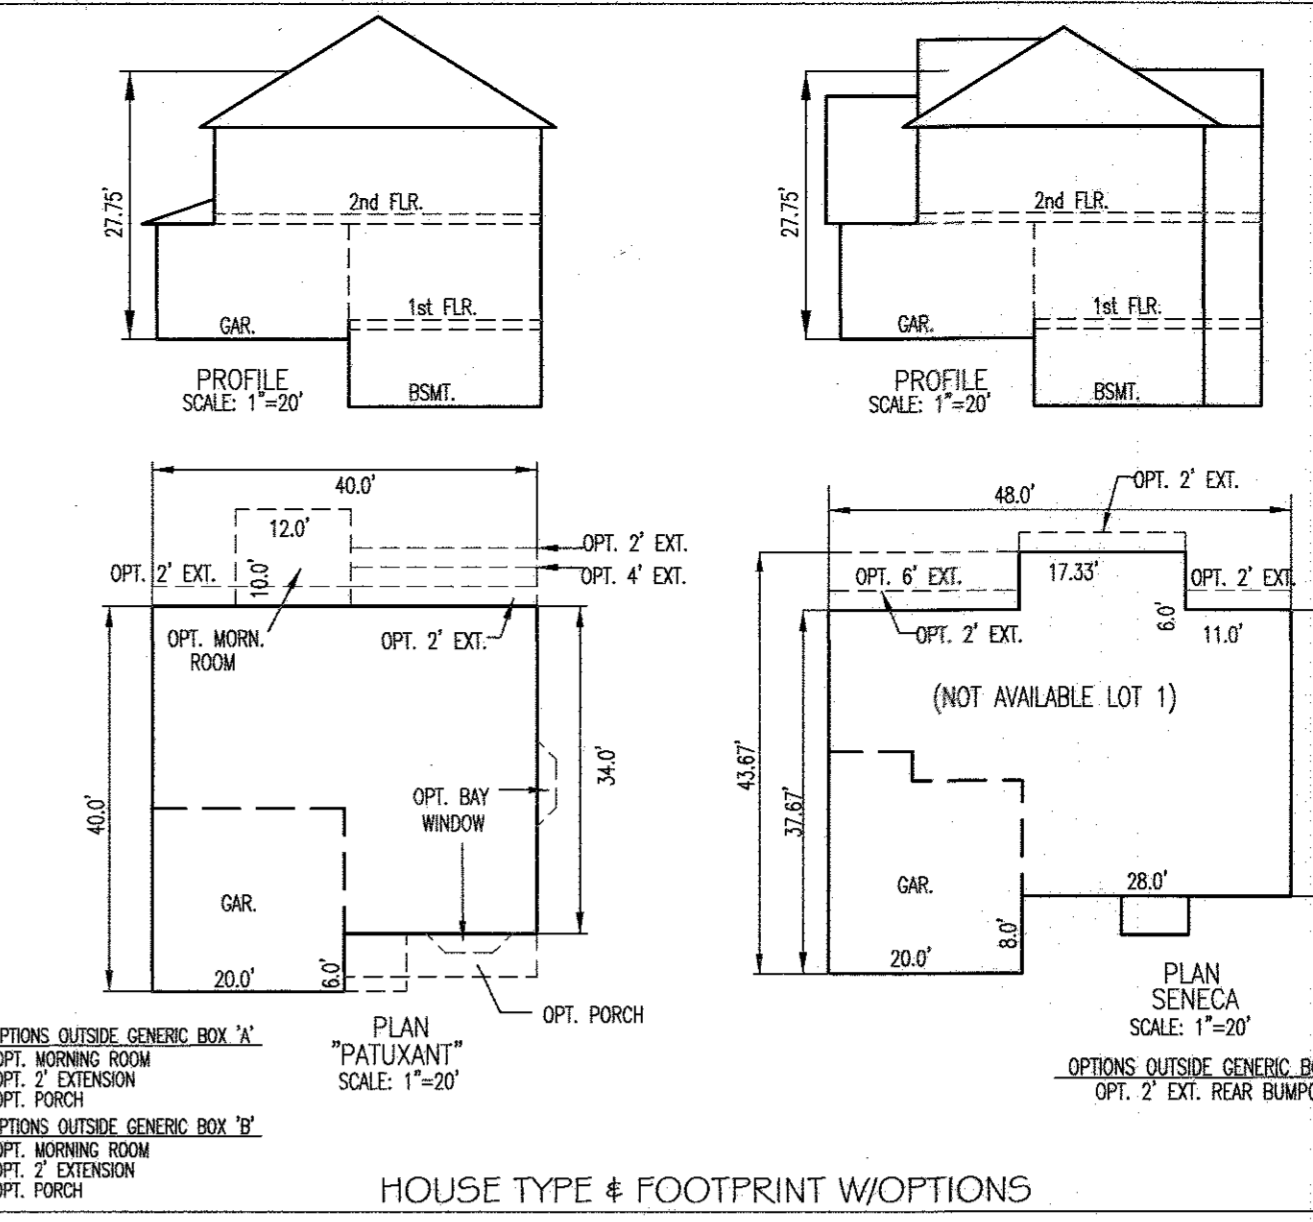 27.75'
2nd FLR.
1st FLR.
GAR.
BSMT.
PROFILE
SCALE: 1"=20'
27.75'
2nd FLR.
1st FLR.
GAR.
BSMT.
PROFILE
SCALE: 1"=20'
40.0'
12.0'
10.0'
OPT. 2' EXT.
OPT. 2' EXT.
OPT. 4' EXT.
OPT. MORN.
ROOM
OPT. 2' EXT.
40.0'
34.0'
OPT. BAY
WINDOW
GAR.
20.0'
6.0'
OPT. PORCH
PLAN
"PATUXANT"
SCALE: 1"=20'
PTIONS OUTSIDE GENERIC BOX 'A'
OPT. MORNING ROOM
OPT. 2' EXTENSION
OPT. PORCH
PTIONS OUTSIDE GENERIC BOX 'B'
OPT. MORNING ROOM
OPT. 2' EXTENSION
OPT. PORCH
48.0'
OPT. 2' EXT.
OPT. 6' EXT.
17.33'
OPT. 2' EXT.
OPT. 2' EXT.
6.0'
11.0'
(NOT AVAILABLE LOT 1)
43.67'
37.67'
GAR.
28.0'
20.0'
8.0'
PLAN
SENECA
SCALE: 1"=20'
OPTIONS OUTSIDE GENERIC
OPT. 2' EXT. REAR
HOUSE TYPE & FOOTPRINT W/OPTIONS